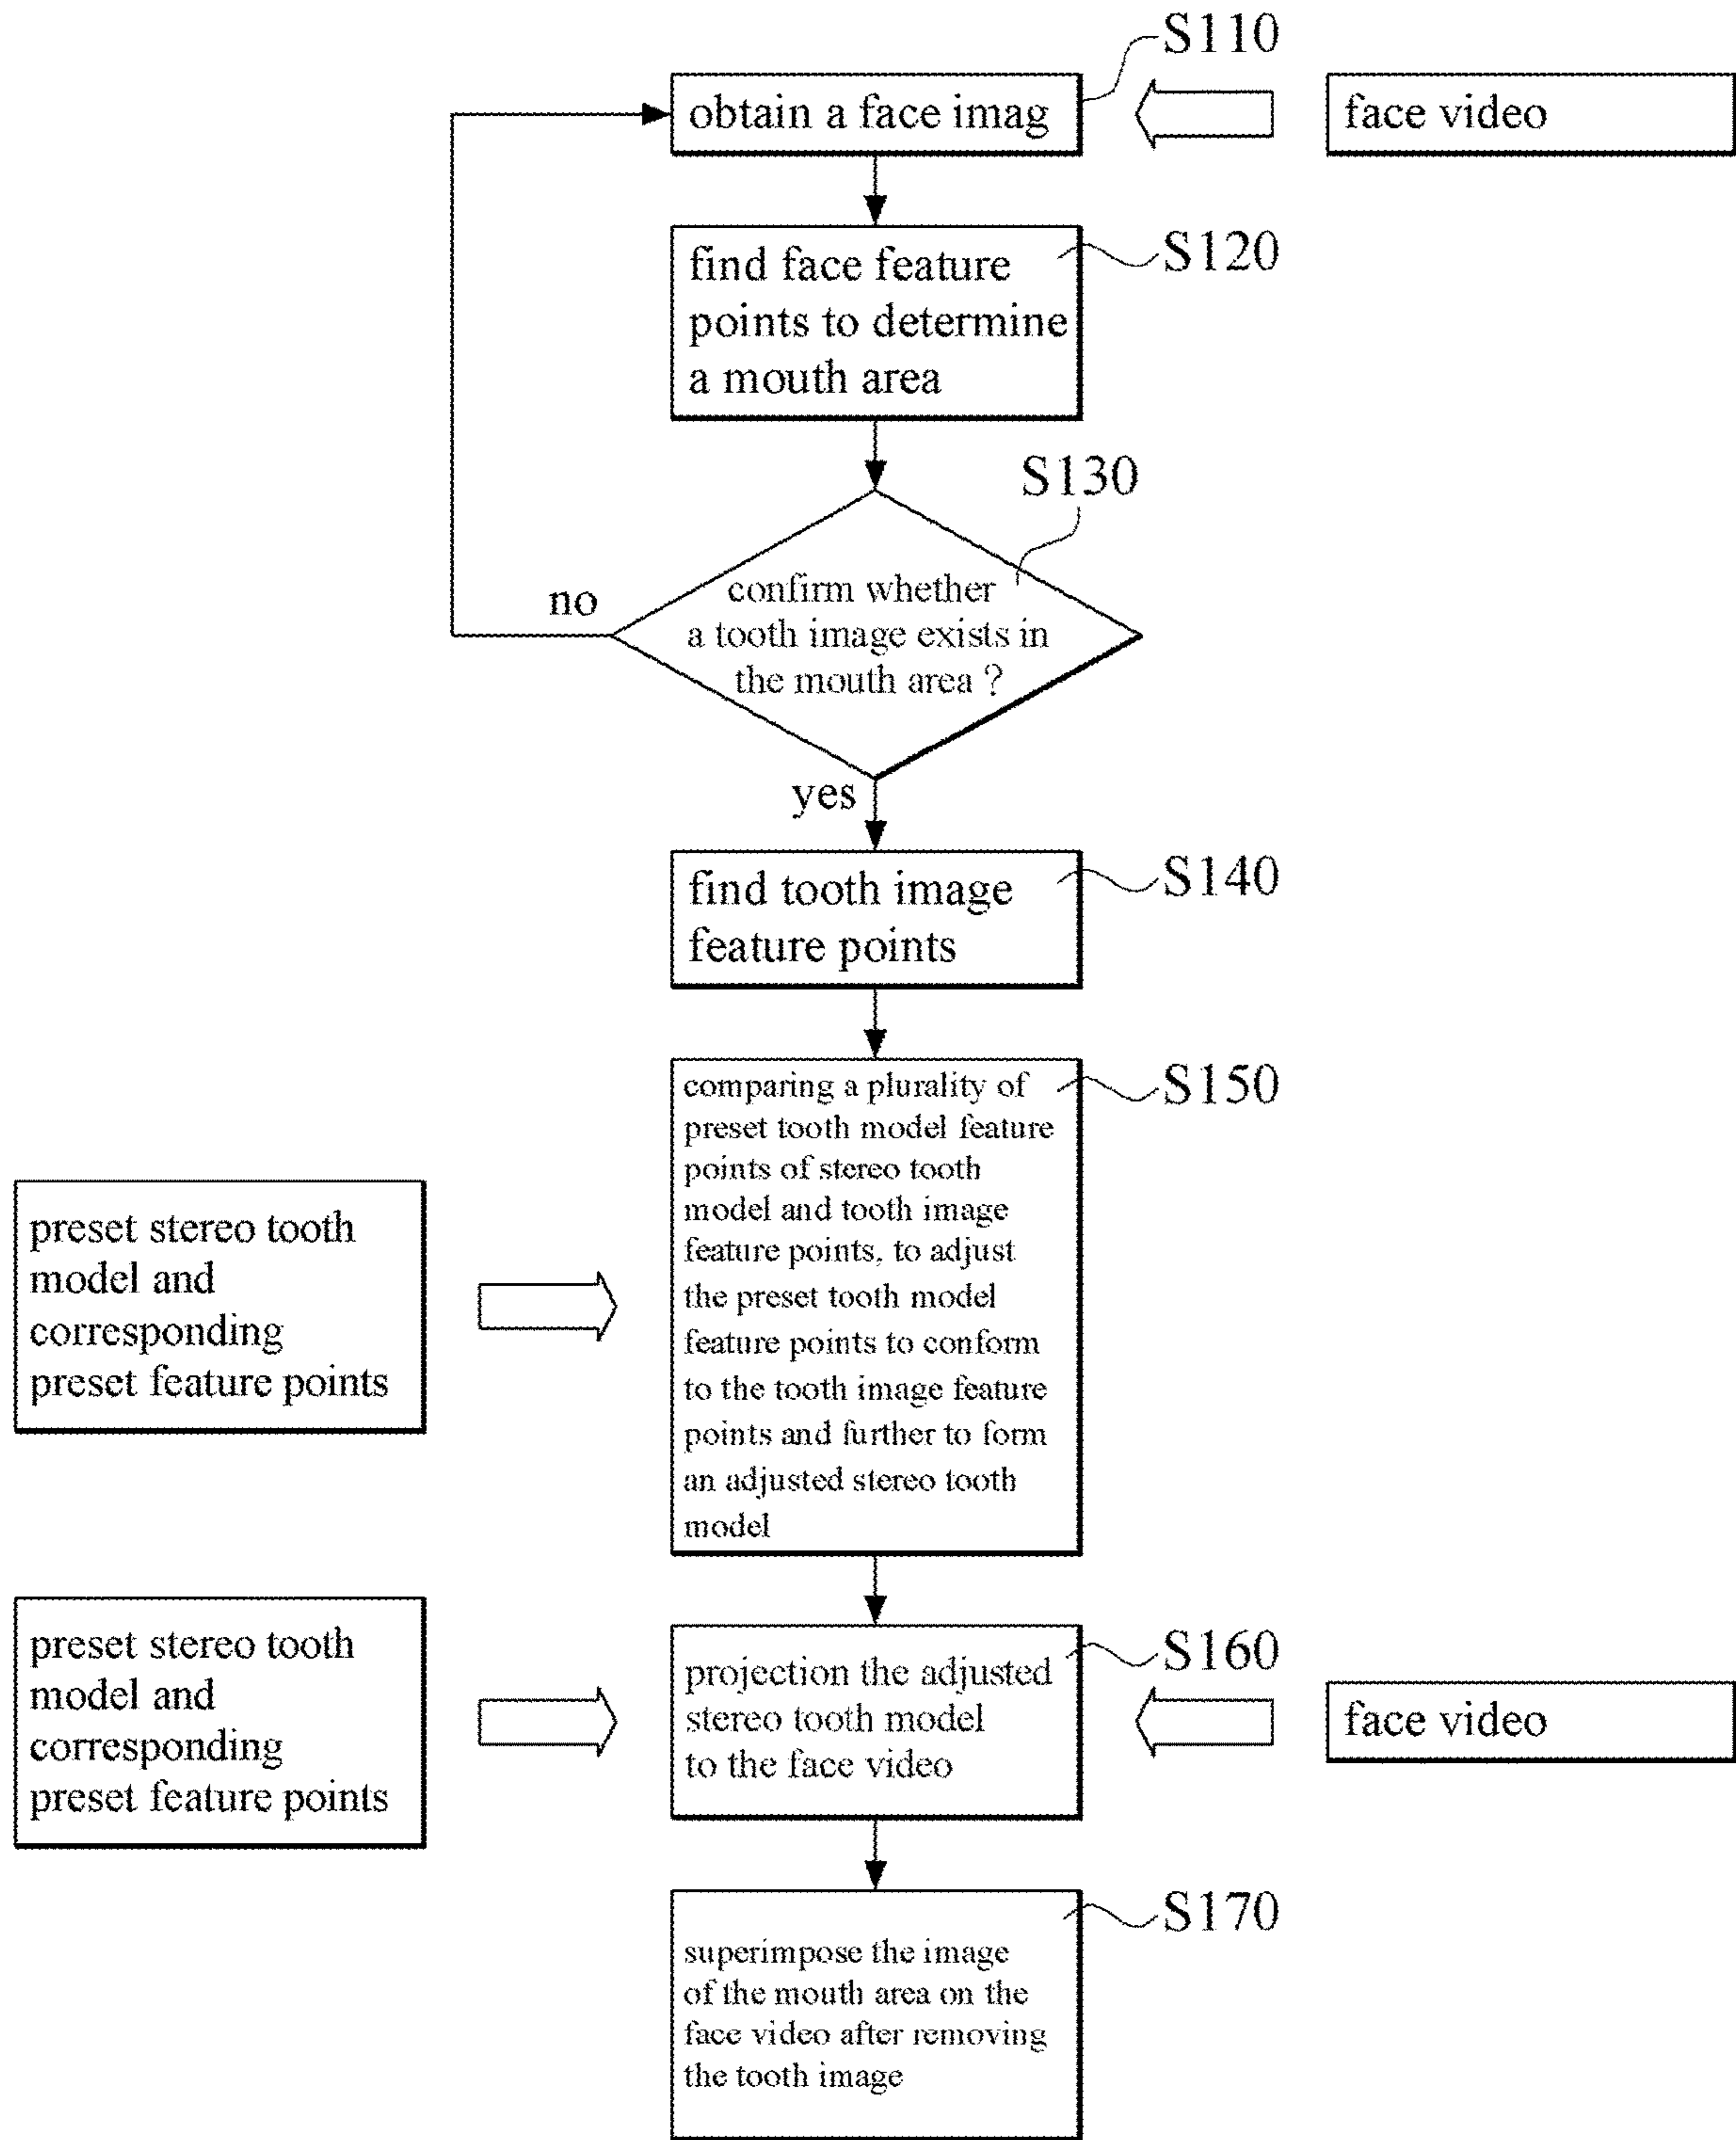 S110
obtain a face imag
face video
find face feature
points to determine
a mouth area
S120
S130
confirm whether
a tooth image exists in
the mouth area ?
no
yes
find tooth image
feature points
S140
comparing a plurality of
preset tooth model feature
points of stereo tooth
model and tooth image
feature points, to adjust
the preset tooth model
feature points to conform
to the tooth image feature
points and further to form
an adjusted stereo tooth
model
S150
preset stereo tooth
model and
corresponding
preset feature points
preset stereo tooth
model and
corresponding
preset feature points
projection the adjusted
stereo tooth model
to the face video
S160
face video
superimpose the image
of the mouth area on the
face video after removing
the tooth image
S170